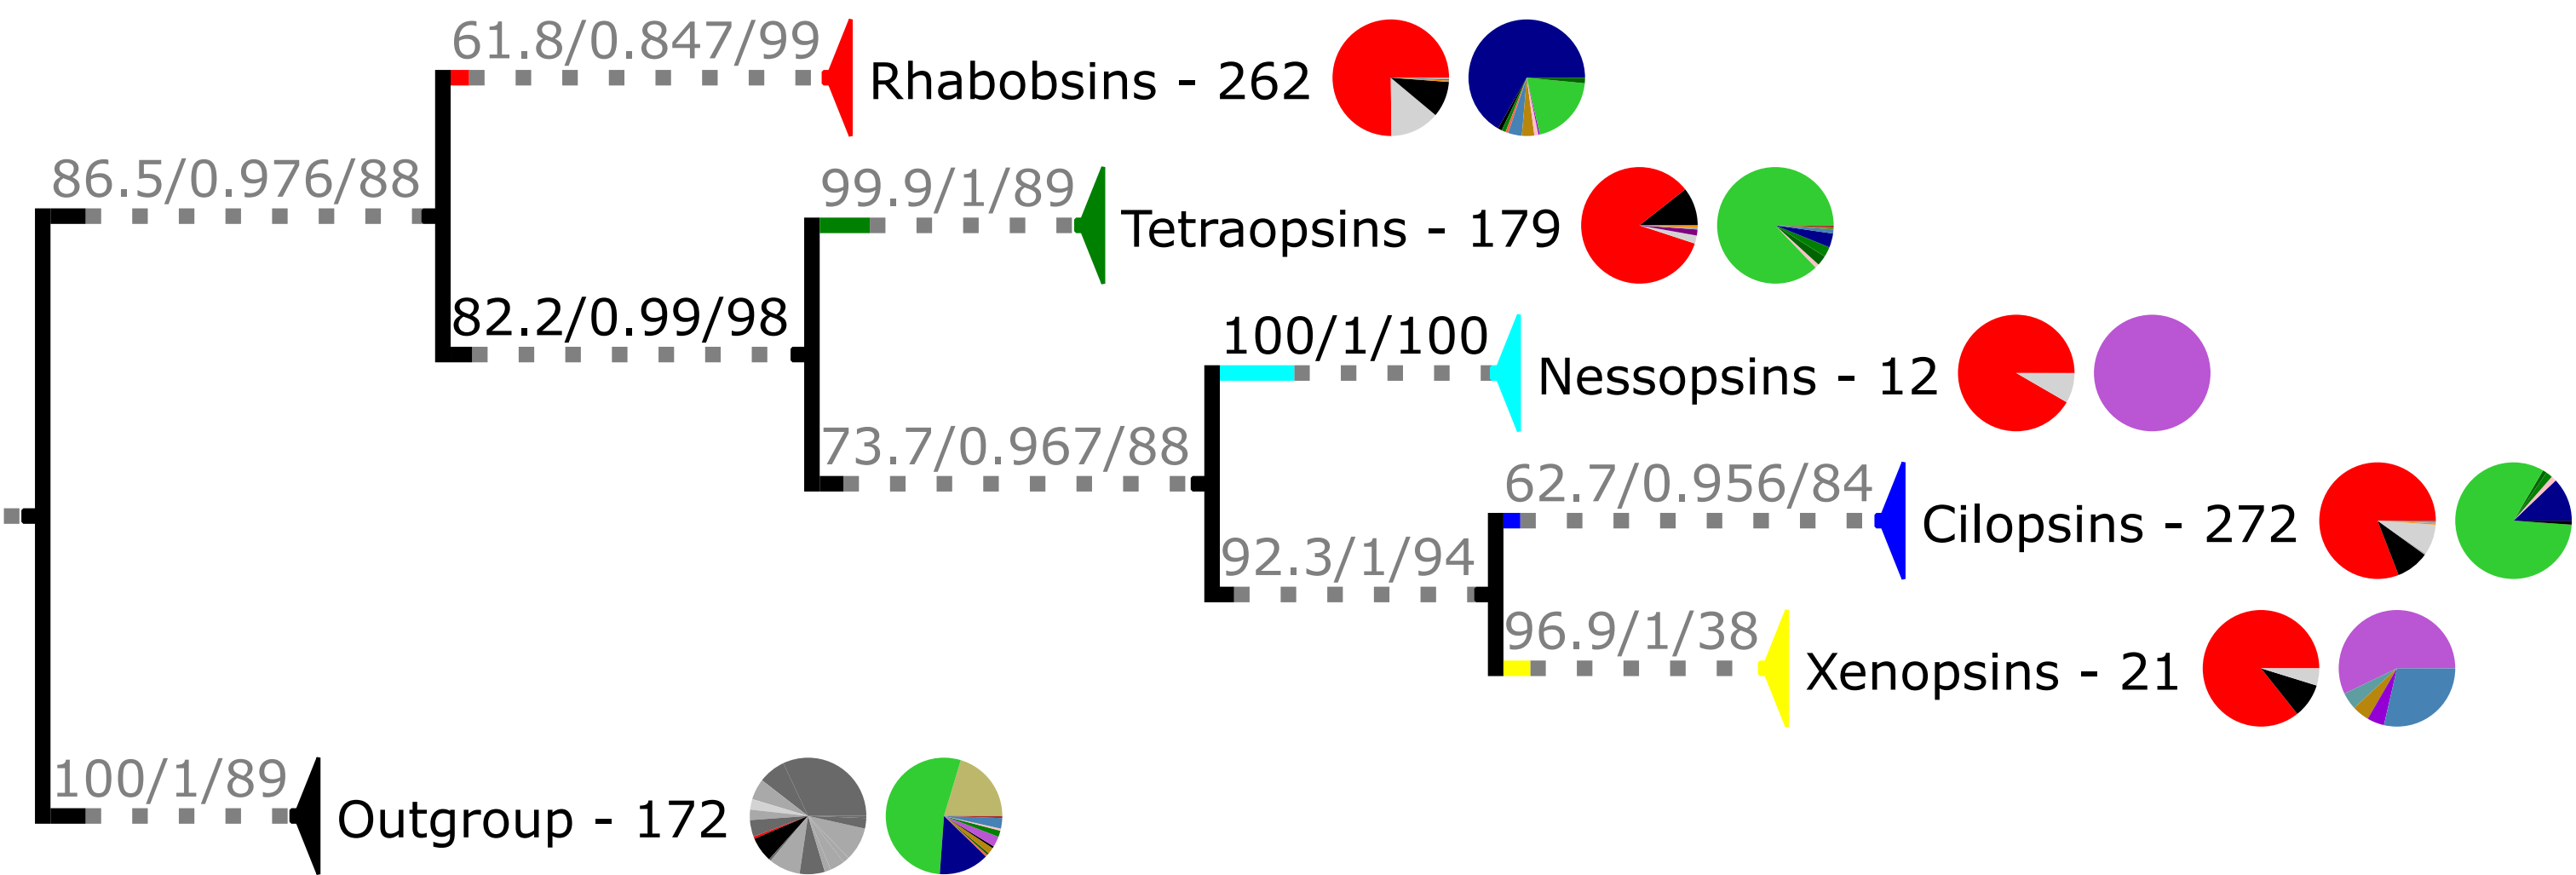 61.8/0.847/99
Rhabobsins - 262
86.5/0.976/88
99.9/1/89
Tetraopsins - 179
82.2/0.99/98
100/1/100
Nessopsins - 12
73.7/0.967/88
62.7/0.956/84
Cilopsins - 272
92.3/1/94
96.9/1/38
Xenopsins - 21
100/1/89
Outgroup - 172